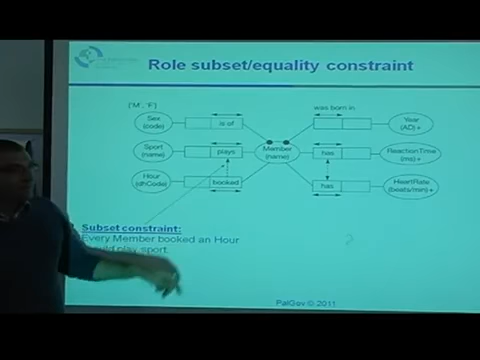 Role subset/equality constraint
{'M', 'F'}
was born in
Sex
(code)
is of
Year
(AD) +
Sport
(name)
plays
Member
(name)
has
ReactionTime
(ms) +
Hour
(dhCode)
booked
has
HeartRate
(beats/min) +
Subset constraint:
Every Member booked an Hour
play sport.
PalGov © 2011